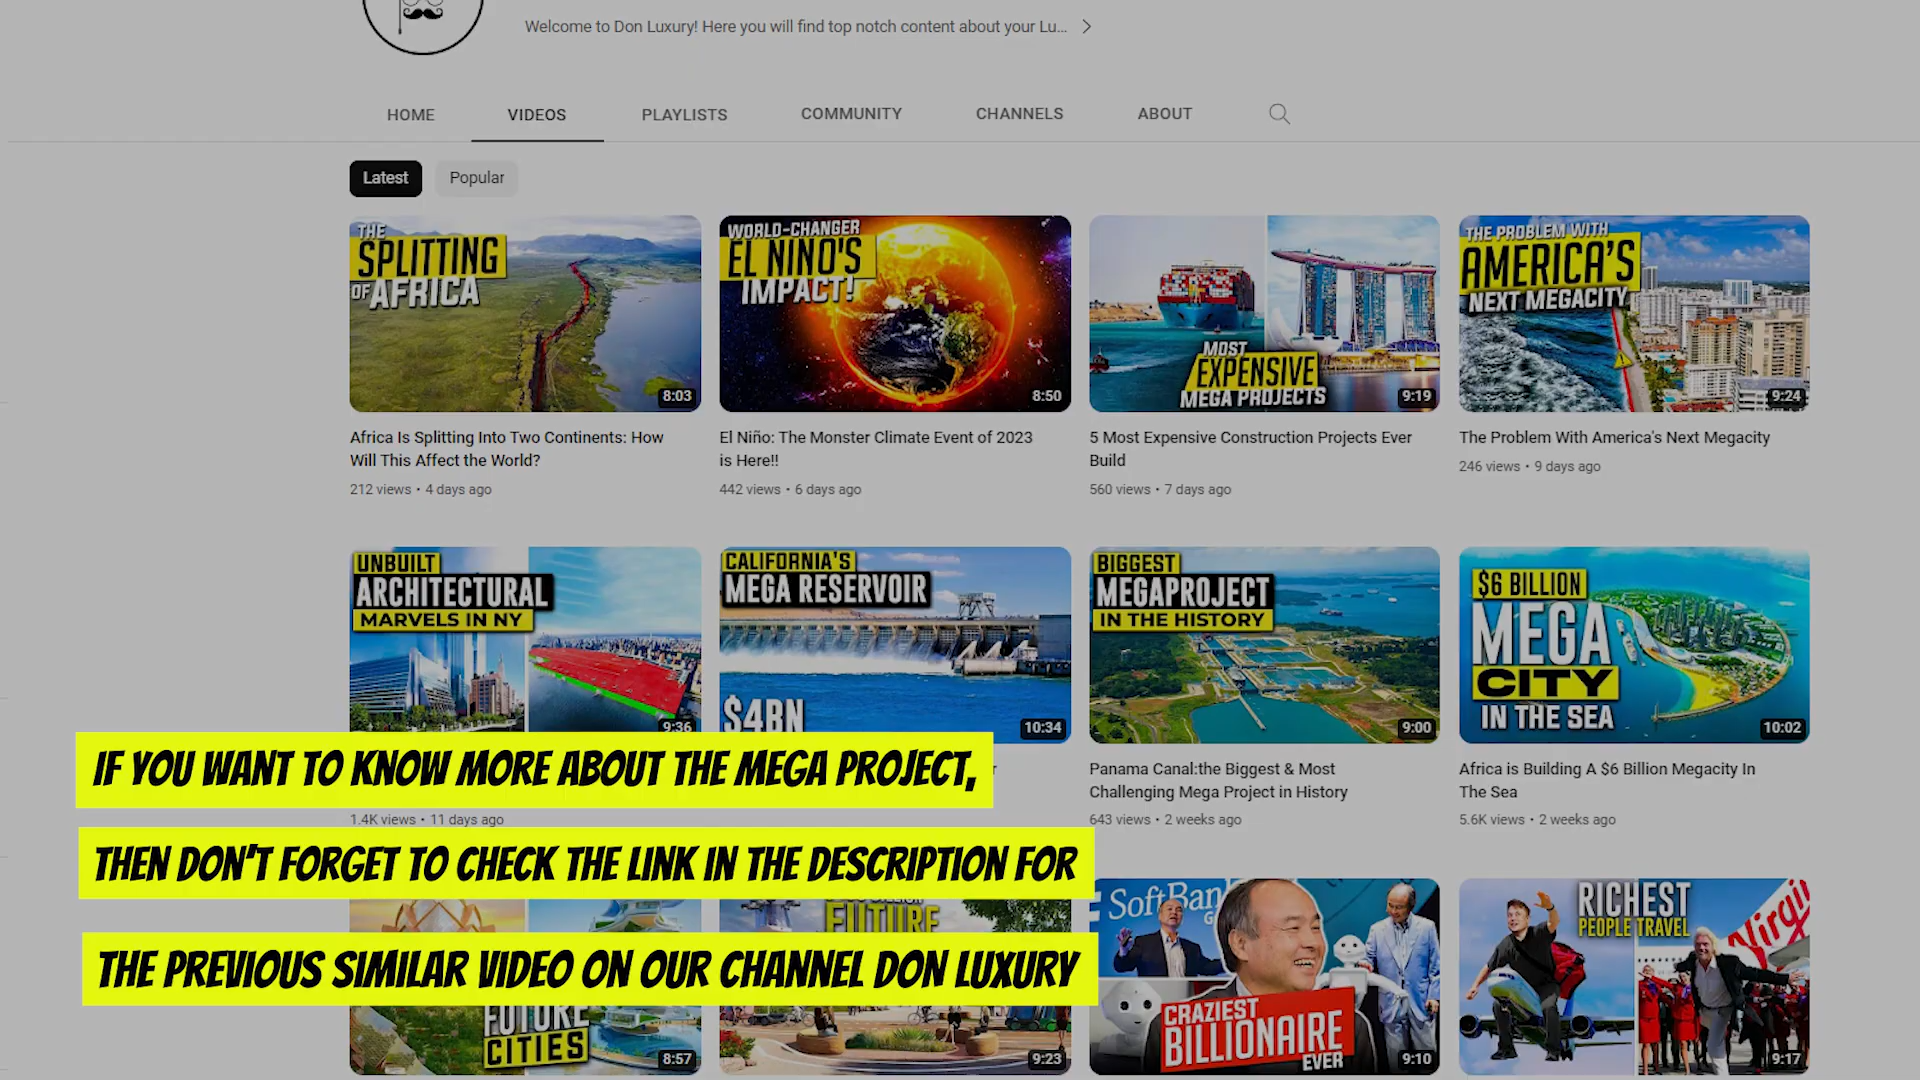 Welcome to Don Luxury! Here you will find top notch content about your Lu...
HOME VIDEOS PLAYLISTS COMMUNITY CHANNELS ABOUT
Latest Popular
THE
SPLITTING
OF AFRICA
8:03
WORLD-CHANGER
EL NINO'S
IMPACT!
8:50
MOST
EXPENSIVE
MEGA PROJECTS
9:19
THE PROBLEM WITH
AMERICA'S
NEXT MEGACITY
9:24
Africa Is Splitting Into Two Continents: How
Will This Affect the World?
212 views • 4 days ago
El Niño: The Monster Climate Event of 2023
is Here!!
442 views • 6 days ago
5 Most Expensive Construction Projects Ever
Build
560 views • 7 days ago
The Problem With America's Next Megacity
246 views • 9 days ago
UNBUILT
ARCHITECTURAL
MARVELS IN NY
9:36
CALIFORNIA'S
MEGA RESERVOIR
$4BN
10:34
BIGGEST
MEGAPROJECT
IN THE HISTORY
9:00
$6 BILLION
MEGA
CITY
IN THE SEA
10:02
1.4K views • 11 days ago
Panama Canal:the Biggest & Most
Challenging Mega Project in History
643 views • 2 weeks ago
Africa is Building A $6 Billion Megacity In
The Sea
5.6K views • 2 weeks ago
IF YOU WANT TO KNOW MORE ABOUT THE MEGA PROJECT,
THEN DON'T FORGET TO CHECK THE LINK IN THE DESCRIPTION FOR
THE PREVIOUS SIMILAR VIDEO ON OUR CHANNEL DON LUXURY
FUTURE
CITIES
8:57
FUTURE
9:23
SoftBank
CRAZIEST
BILLIONAIRE
EVER
9:10
RICHEST
PEOPLE TRAVEL
Virgin
9:17